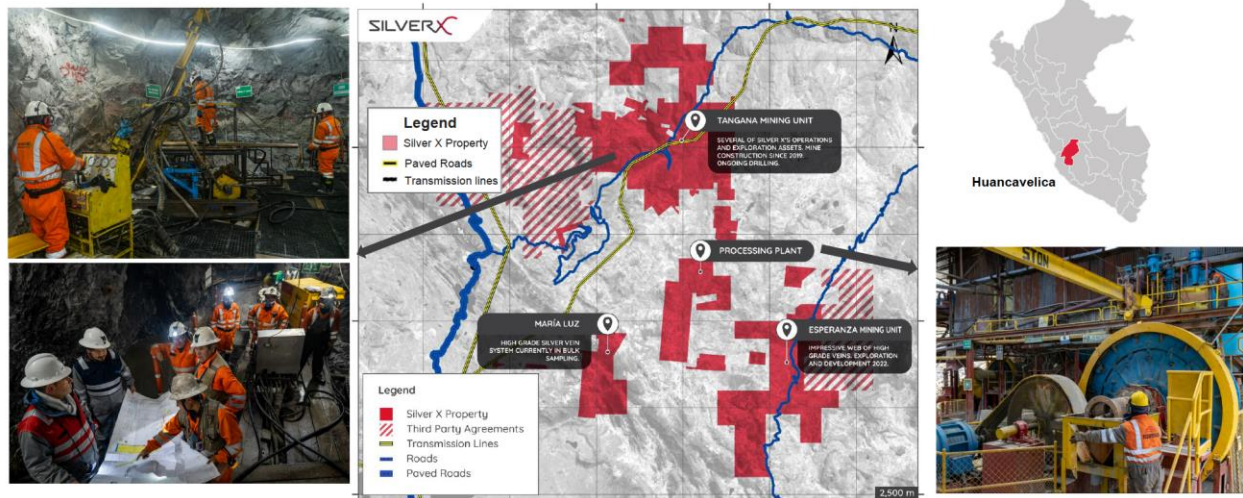 SILVERX
N
Legend
Silver X Property
Paved Roads
Transmission lines
TANGANA MINING UNIT
SEVERAL OF SILVER X'S OPERATIONS
AND EXPLORATION ASSETS. MINE
CONSTRUCTION SINCE 2019.
ONGOING DRILLING.
PROCESSING PLANT
MARÍA LUZ
HIGH GRADE SILVER VEIN
SYSTEM CURRENTLY IN BULK
SAMPLING.
ESPERANZA MINING UNIT
IMPRESSIVE WEB OF HIGH
GRADE VEINS. EXPLORATION
AND DEVELOPMENT 2022.
Legend
Silver X Property
Third Party Agreements
Transmission Lines
Roads
Paved Roads
2,500 m
Huancavelica
5TON